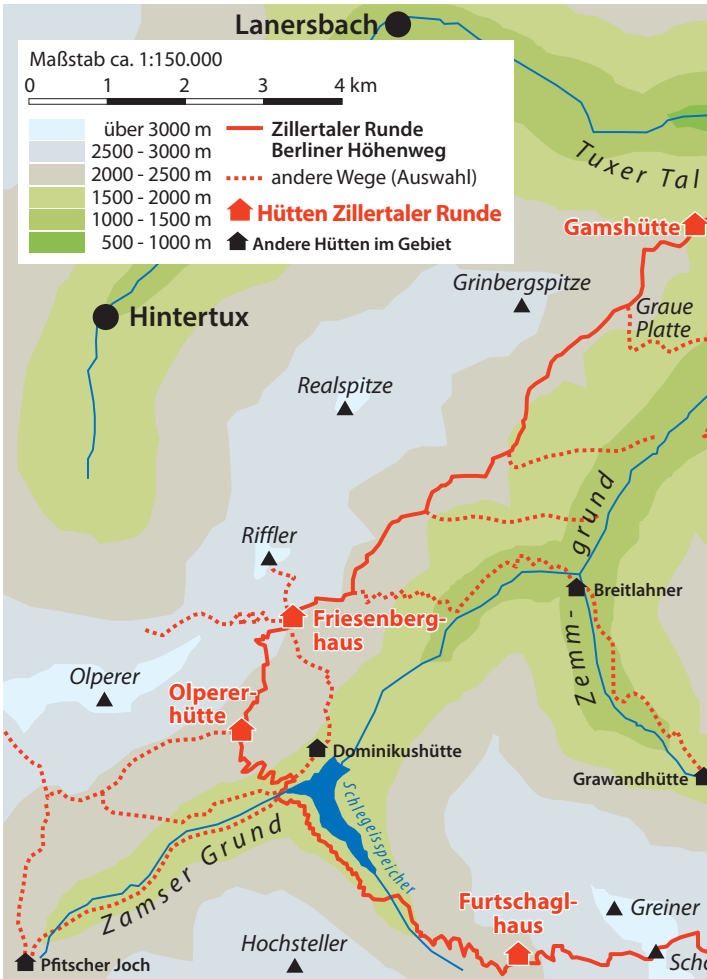 Lanersbach
Maßstab ca. 1:150.000
0 1 2 3 4 km
über 3000 m
2500 - 3000 m
2000 - 2500 m
1500 - 2000 m
1000 - 1500 m
500 - 1000 m
Zillertaler Runde
Berliner Höhenweg
andere Wege (Auswahl)
Hütten Zillertaler Runde
Andere Hütten im Gebiet
Tuxer Tal
Gamshütte
Grinbergspitze
Graue
Platte
Hintertux
Realspitze
Riffler
Zemm-
grund
Breitlahner
Friesenberg-
haus
Olperer
Olperer-
hütte
Dominikushütte
Grawandhütte
Schlegeisspeicher
Zamser Grund
Furtschagl-
haus
Greiner
Hochsteller
Pfitscher Joch
Scho